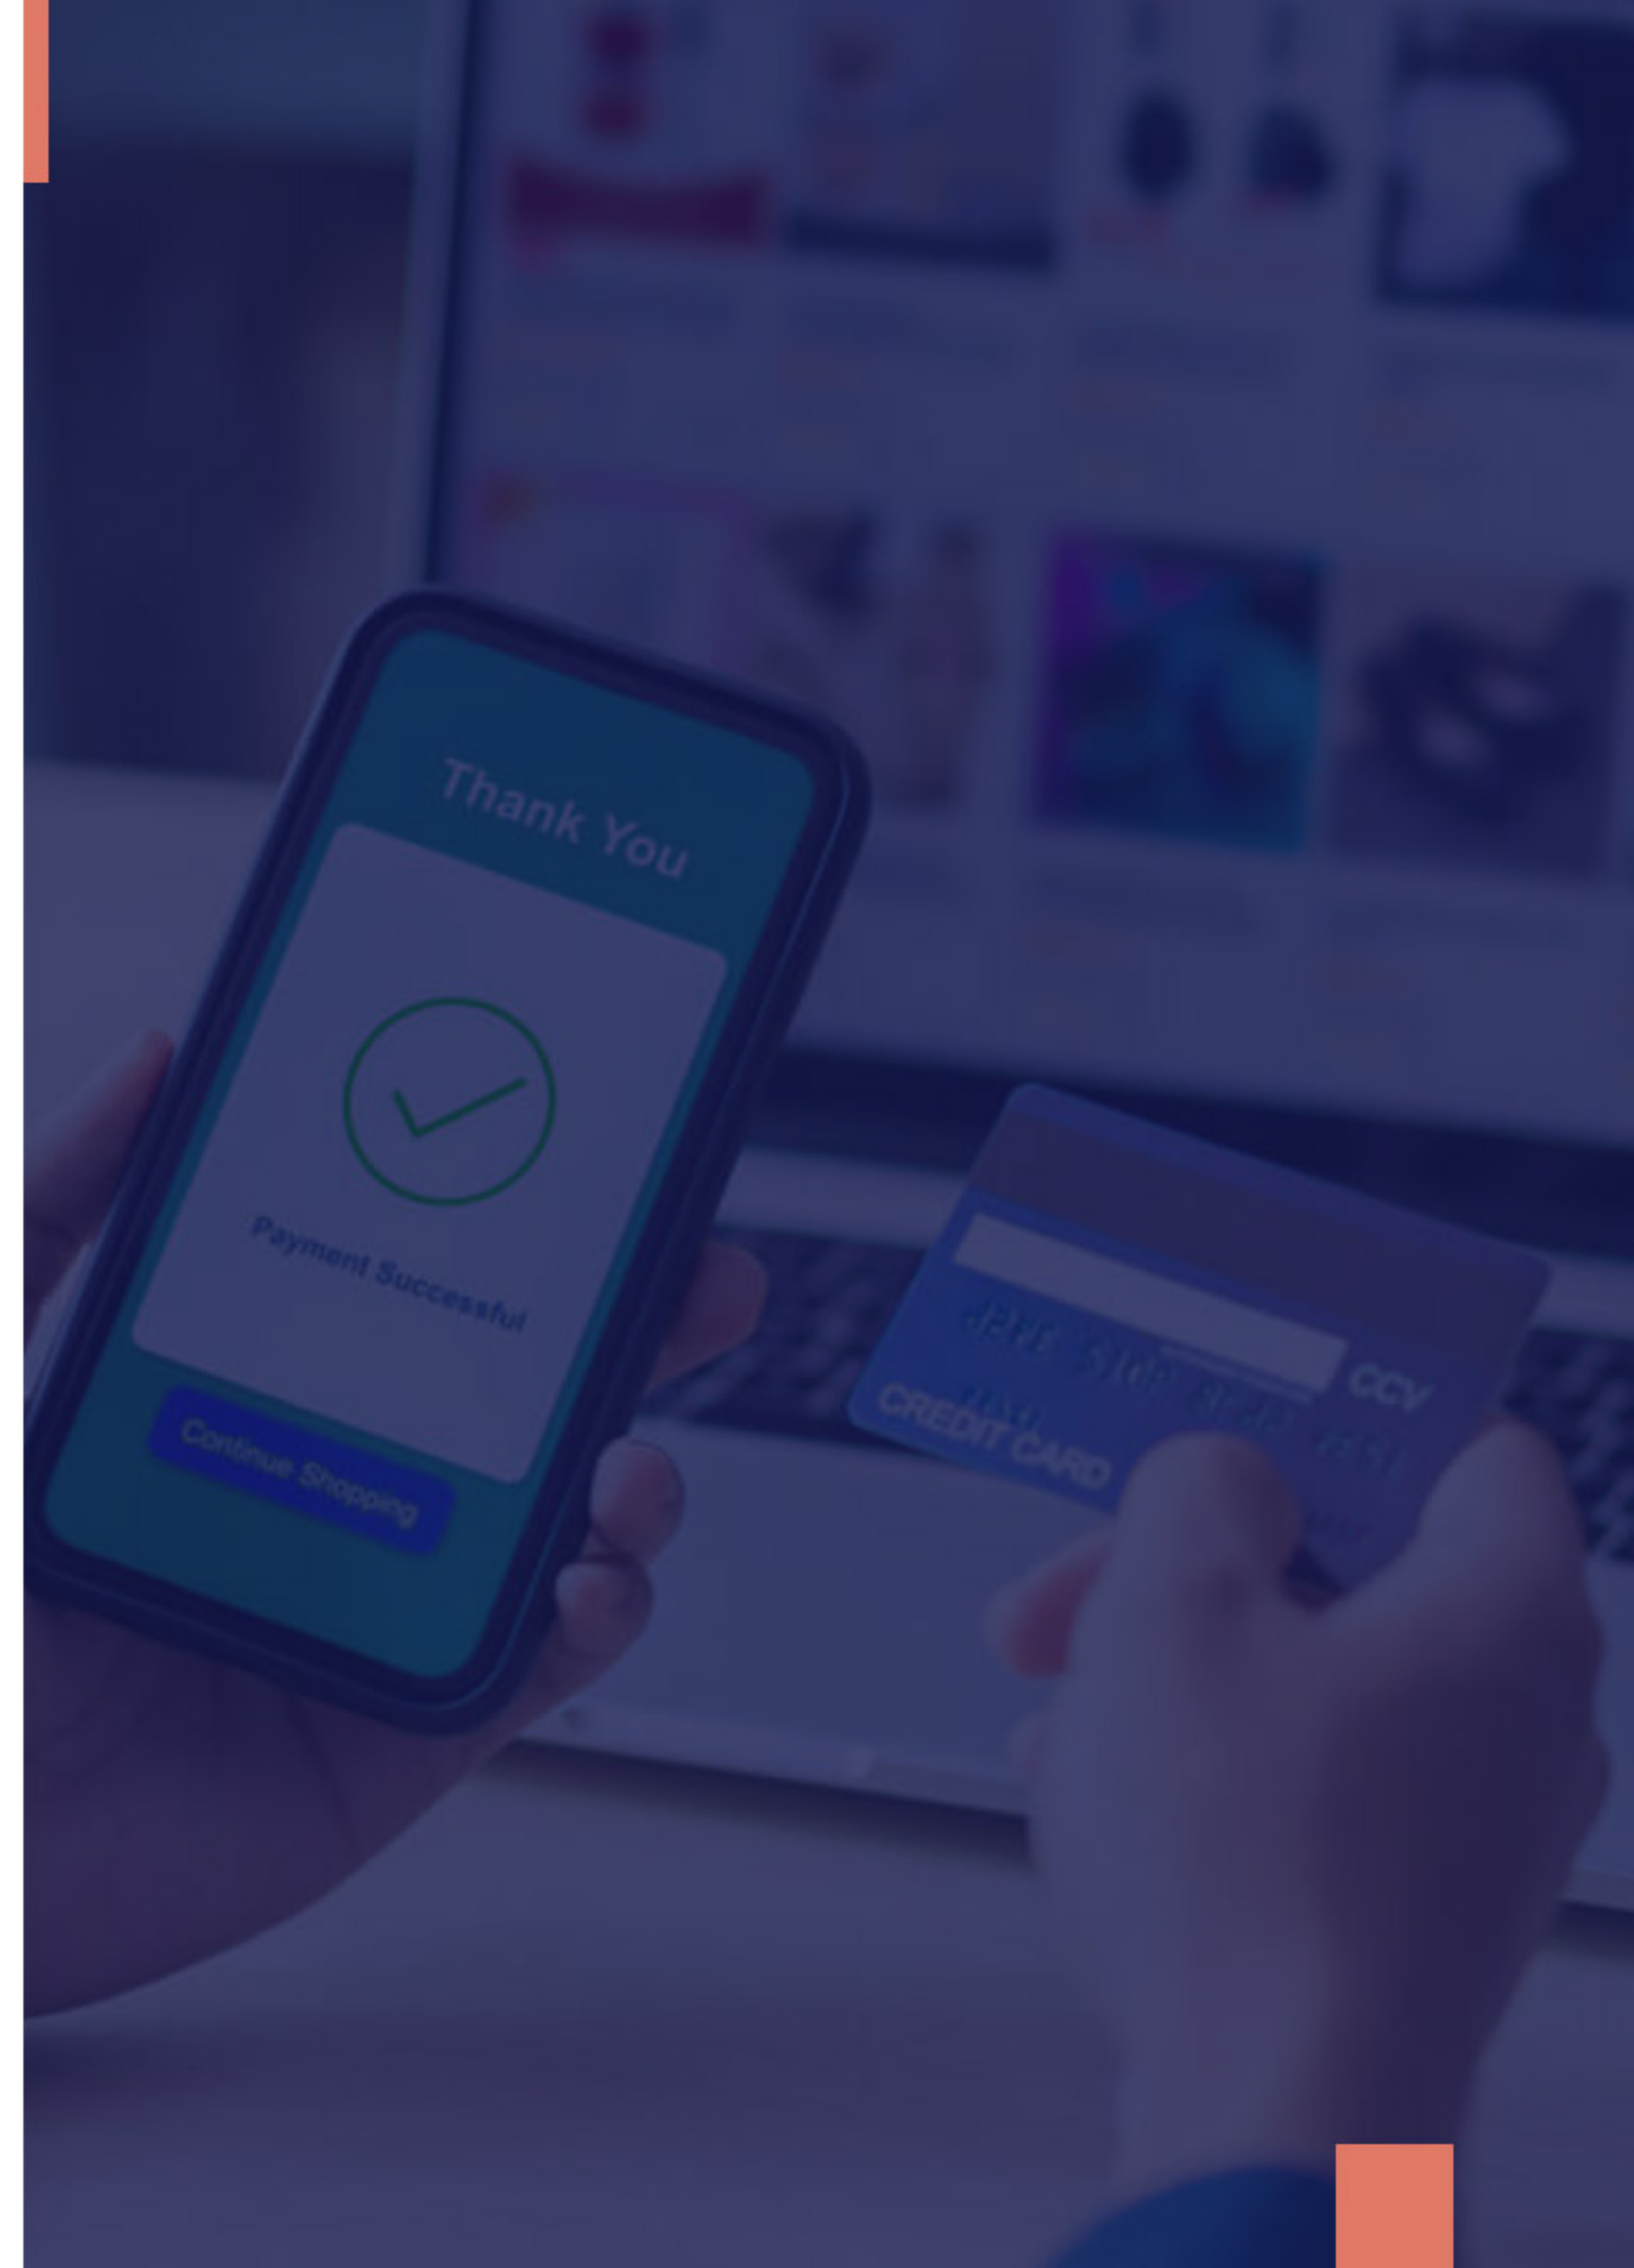 Thank You
Payment Successful
Continue Shopping
CCV
CREDIT CARD